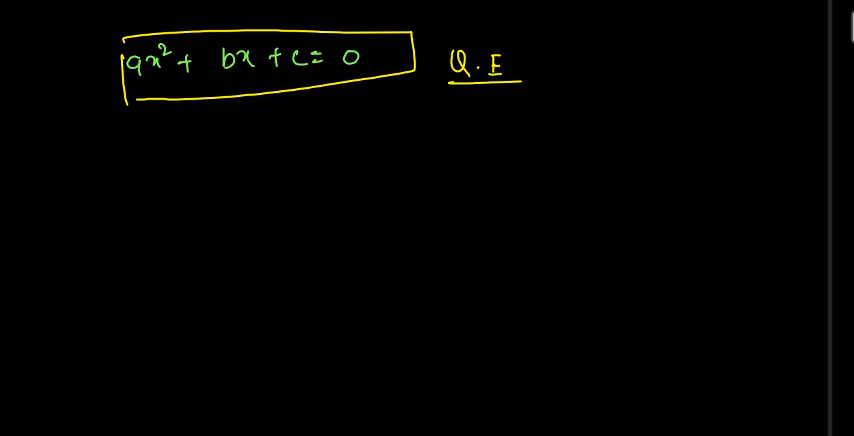 ax² + bx + c = 0 Q.E